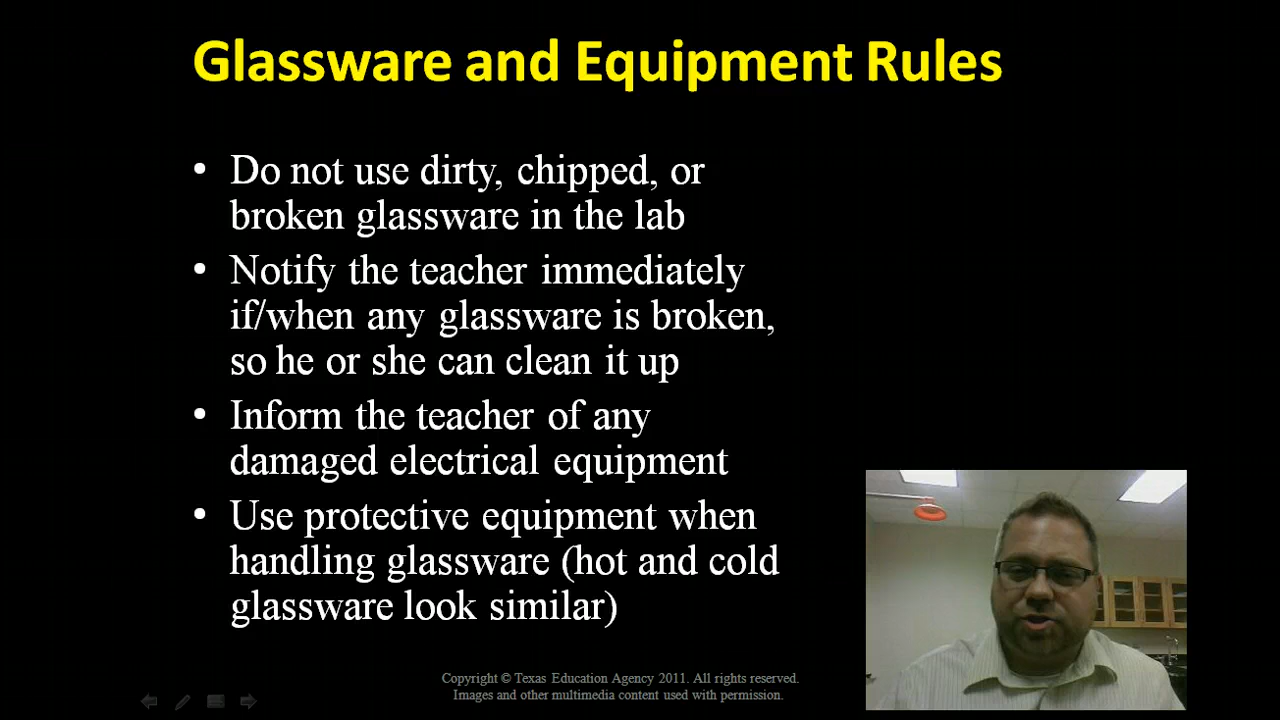 Glassware and Equipment Rules
• Do not use dirty, chipped, or
broken glassware in the lab
• Notify the teacher immediately
if/when any glassware is broken,
so he or she can clean it up
• Inform the teacher of any
damaged electrical equipment
• Use protective equipment when
handling glassware (hot and cold
glassware look similar)
Copyright © Texas Education Agency 2011. All rights reserved.
Images and other multimedia content used with permission.